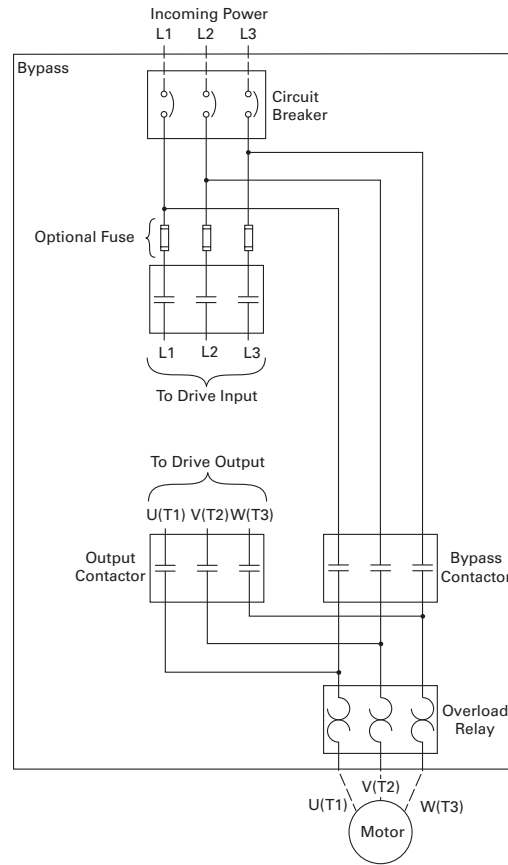 Incoming Power
L1 L2 L3
Bypass
Circuit
Breaker
Optional Fuse
L1 L2 L3
To Drive Input
To Drive Output
U(T1) V(T2) W(T3)
Output
Contactor
Bypass
Contactor
Overload
Relay
V(T2)
U(T1) W(T3)
Motor